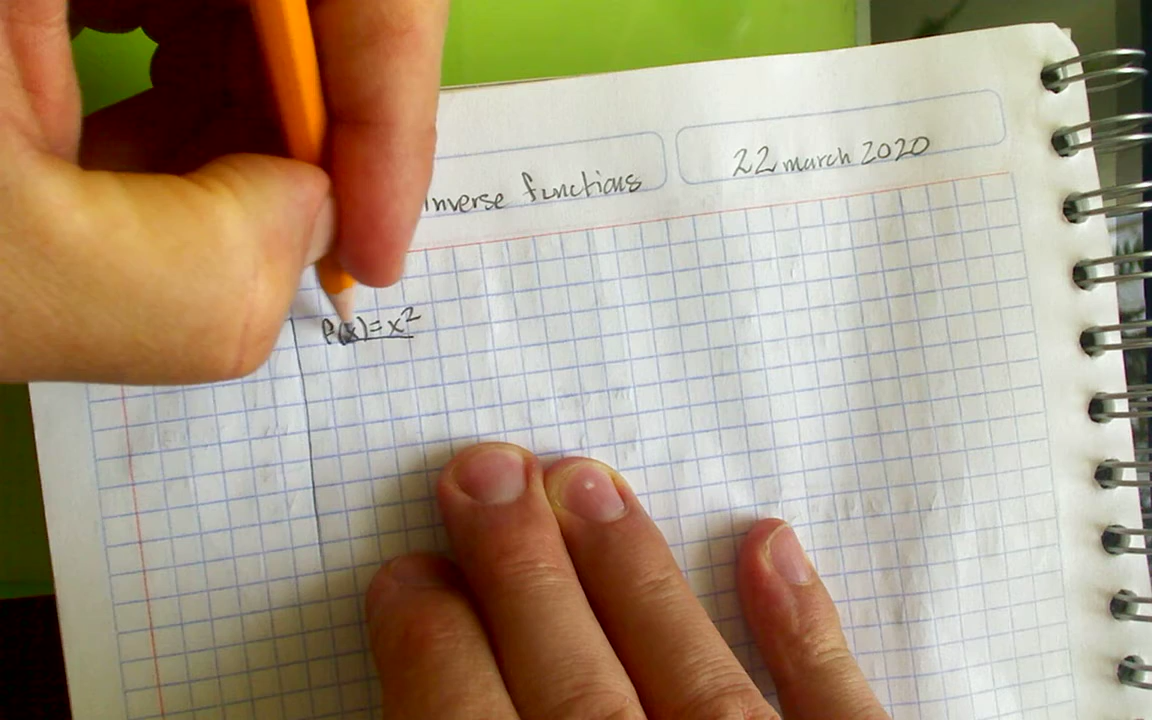 inverse functions
22 march 2020
f(x)=x²